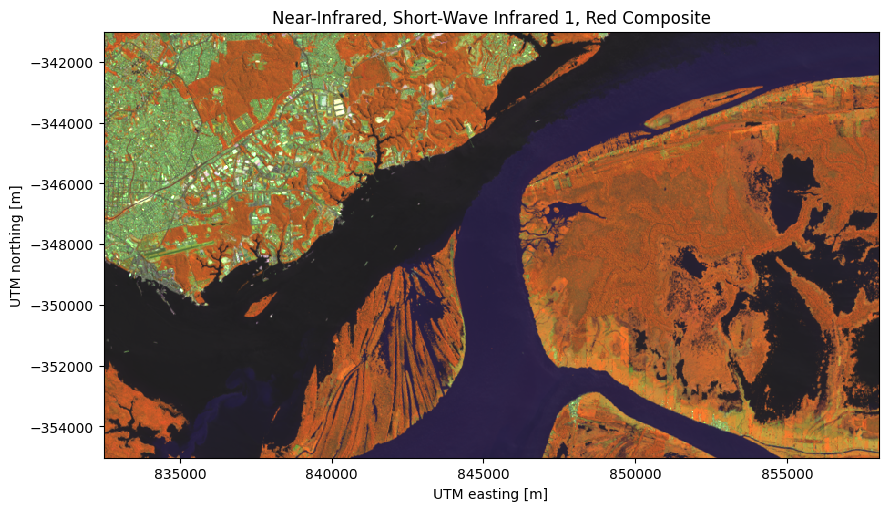 Near-Infrared, Short-Wave Infrared 1, Red Composite
−342000
−344000
−346000
−348000
−350000
−352000
−354000
UTM northing [m]
835000 840000 845000 850000 855000
UTM easting [m]